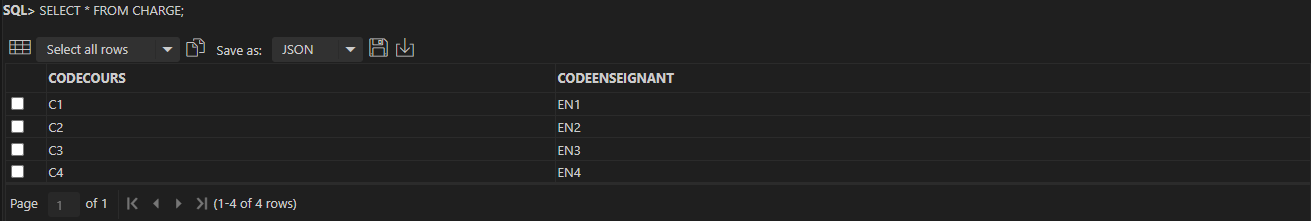 SQL> SELECT * FROM CHARGE;
Select all rows Save as: JSON
CODECOURS CODEENSEIGNANT
C1 EN1
C2 EN2
C3 EN3
C4 EN4
Page 1 of 1 (1-4 of 4 rows)